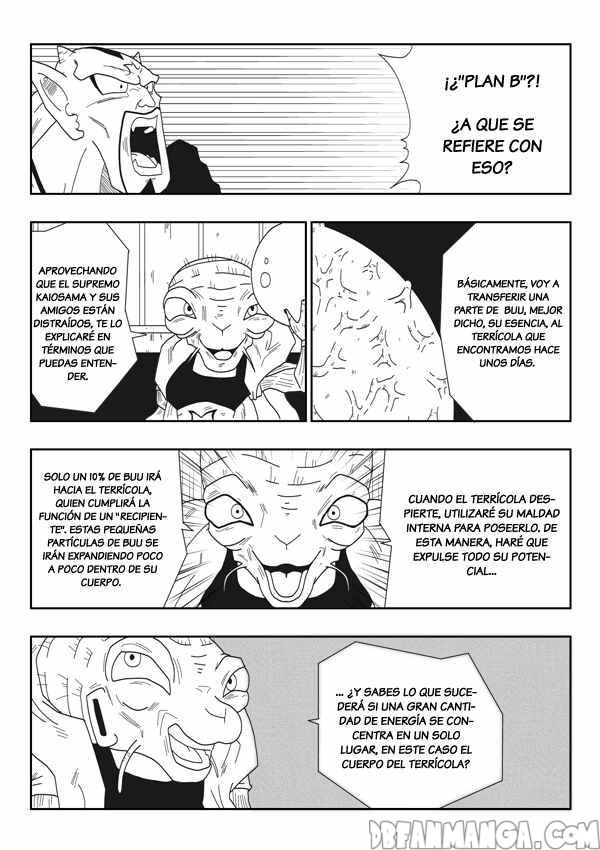 ¡¿"PLAN B"?!
¿A QUE SE
REFIERE CON
ESO?
APROVECHANDO
QUE EL SUPREMO
KAIOSAMA Y SUS
AMIGOS ESTÁN
DISTRAÍDOS, TE LO
EXPLICARÉ EN
TÉRMINOS QUE
PUEDAS ENTEN-
DER.
BÁSICAMENTE, VOY A
TRANSFERIR UNA
PARTE DE BUU, MEJOR
DICHO, SU ESENCIA, AL
TERRÍCOLA QUE
ENCONTRAMOS HACE
UNOS DÍAS.
SOLO UN 10% DE BUU IRÁ
HACIA EL TERRÍCOLA,
QUIEN CUMPLIRÁ LA
FUNCIÓN DE UN "RECIPIEN-
TE". ESTAS PEQUEÑAS
PARTÍCULAS DE BUU SE
IRÁN EXPANDIENDO POCO
A POCO DENTRO DE SU
CUERPO.
CUANDO EL TERRÍCOLA DES-
PIERTE, UTILIZARÉ SU MALDAD
INTERNA PARA POSEERLO. DE
ESTA MANERA, HARÉ QUE
EXPULSE TODO SU POTEN-
CIAL...
... ¿Y SABES LO QUE SUCE-
DERÁ SI UNA GRAN CANTI-
DAD DE ENERGÍA SE CON-
CENTRA EN UN SOLO
LUGAR, EN ESTE CASO EL
CUERPO DEL TERRÍCOLA?
DBFANMANGA.COM